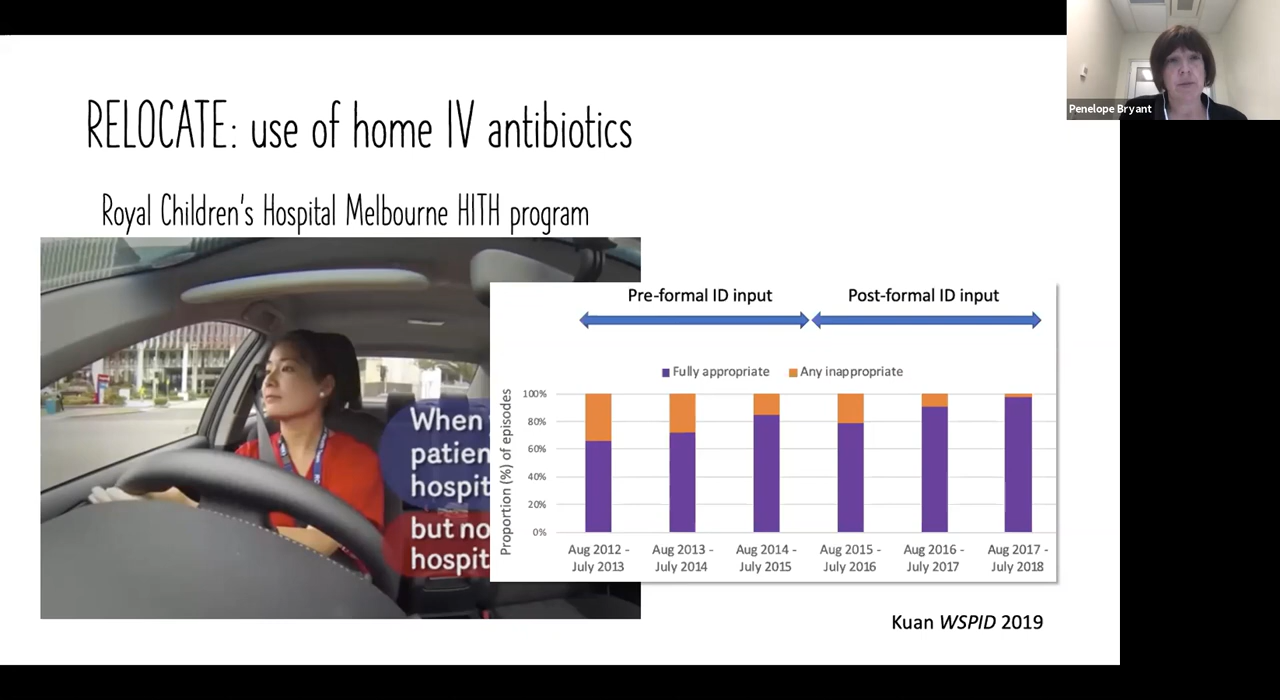 Penelope Bryant
RELOCATE: use of home IV antibiotics
Royal Children's Hospital Melbourne HITH program
When
patien
hospit
but no
hospit
Pre-formal ID input
Post-formal ID input
Fully appropriate
Any inappropriate
Proportion (%) of episodes
100%
80%
60%
40%
20%
0%
Aug 2012 -
July 2013
Aug 2013 -
July 2014
Aug 2014 -
July 2015
Aug 2015 -
July 2016
Aug 2016 -
July 2017
Aug 2017 -
July 2018
Kuan WSPID 2019